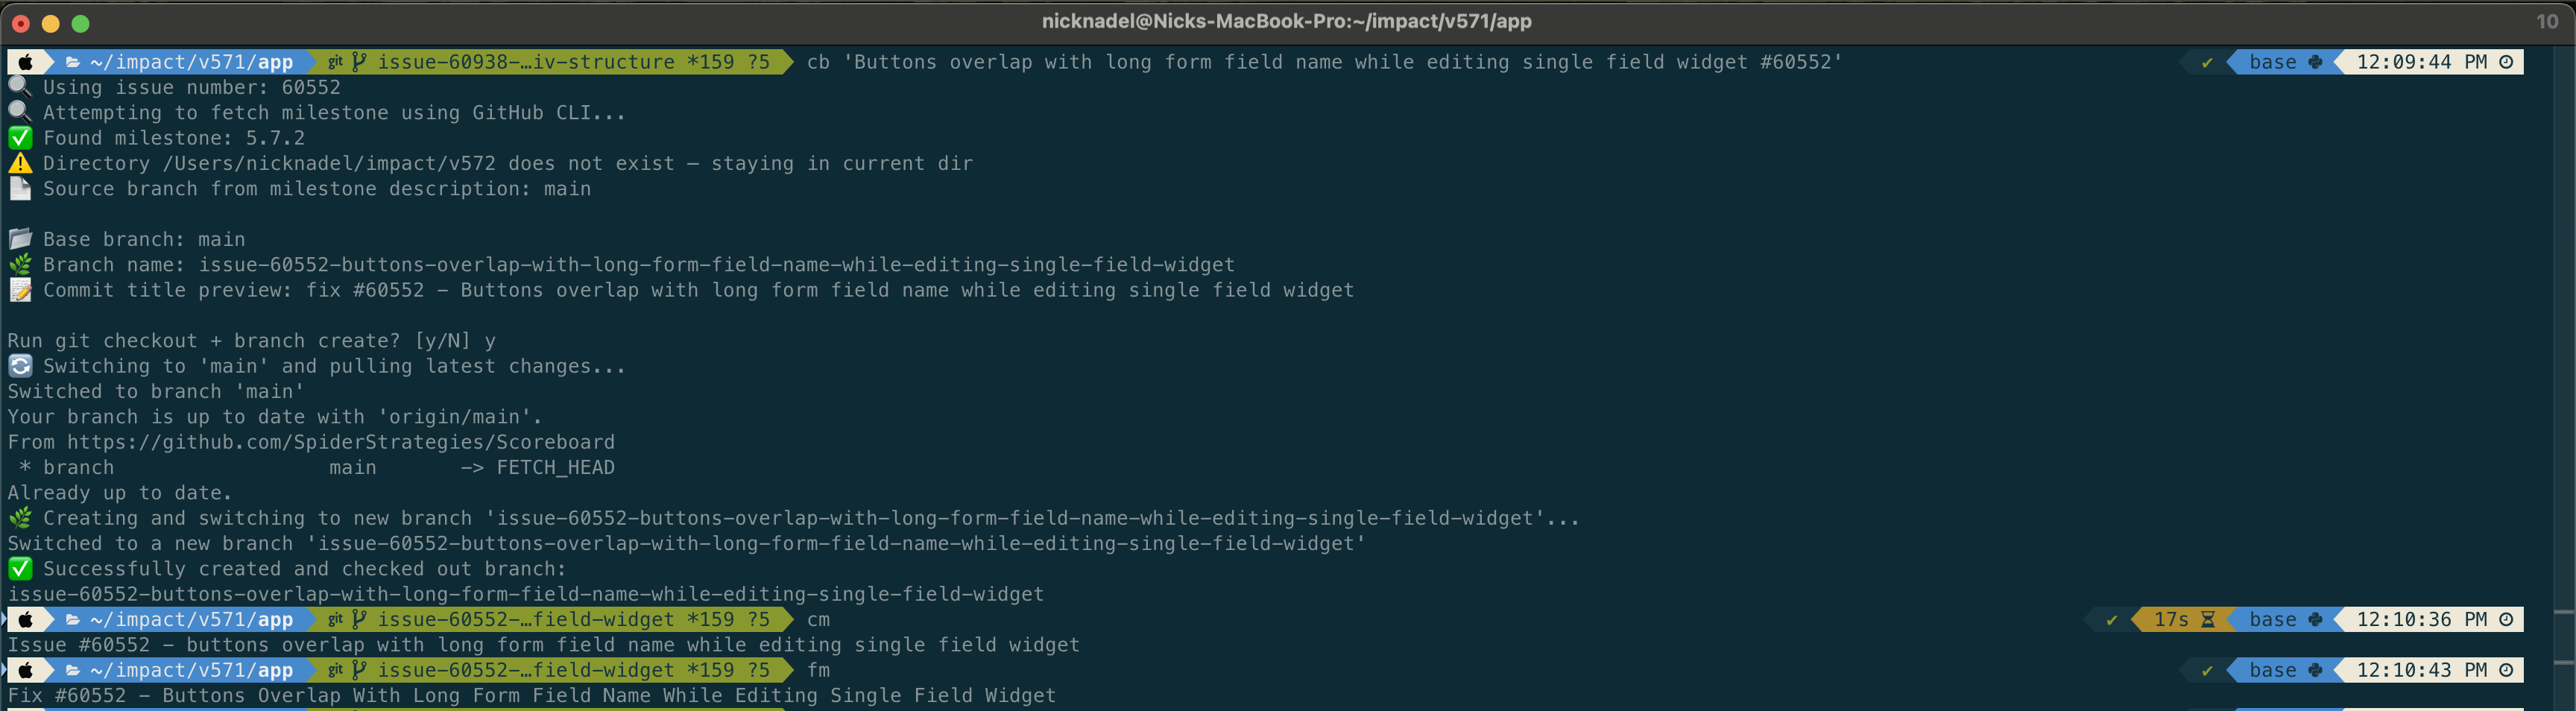 nicknadel@Nicks-MacBook-Pro:~/impact/v571/app 10
~/impact/v571/app git issue-60938-…iv-structure *159 ?5 cb 'Buttons overlap with long form field name while editing single field widget #60552' ✔ base 12:09:44 PM
🔍 Using issue number: 60552
🔍 Attempting to fetch milestone using GitHub CLI...
✅ Found milestone: 5.7.2
⚠️ Directory /Users/nicknadel/impact/v572 does not exist — staying in current dir
📄 Source branch from milestone description: main
📂 Base branch: main
🌿 Branch name: issue-60552-buttons-overlap-with-long-form-field-name-while-editing-single-field-widget
📝 Commit title preview: fix #60552 - Buttons overlap with long form field name while editing single field widget
Run git checkout + branch create? [y/N] y
🔄 Switching to 'main' and pulling latest changes...
Switched to branch 'main'
Your branch is up to date with 'origin/main'.
From https://github.com/SpiderStrategies/Scoreboard
 * branch                  main       -> FETCH_HEAD
Already up to date.
🌿 Creating and switching to new branch 'issue-60552-buttons-overlap-with-long-form-field-name-while-editing-single-field-widget'...
Switched to a new branch 'issue-60552-buttons-overlap-with-long-form-field-name-while-editing-single-field-widget'
✅ Successfully created and checked out branch:
issue-60552-buttons-overlap-with-long-form-field-name-while-editing-single-field-widget
~/impact/v571/app git issue-60552-…field-widget *159 ?5 cm ✔ 17s base 12:10:36 PM
Issue #60552 - buttons overlap with long form field name while editing single field widget
~/impact/v571/app git issue-60552-…field-widget *159 ?5 fm ✔ base 12:10:43 PM
Fix #60552 - Buttons Overlap With Long Form Field Name While Editing Single Field Widget